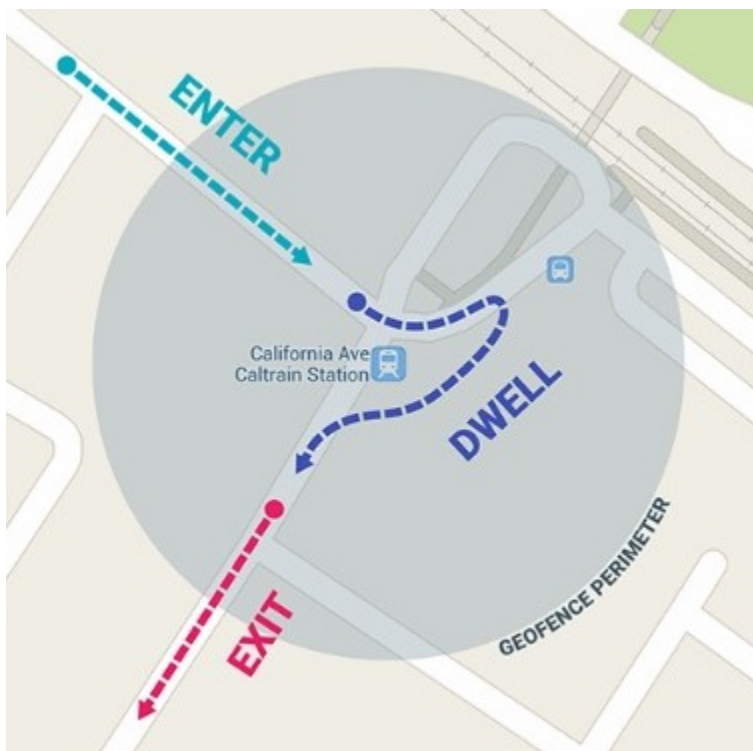 ENTER
California Ave
Caltrain Station
DWELL
GEOFENCE PERIMETER
EXIT